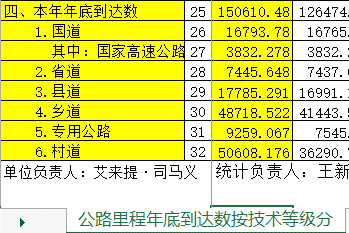 四、本年年底到达数 25 150610.48 126474.
1.国道 26 16793.78 16765.
其中：国家高速公路 27 3832.278 3832.2
2.省道 28 7445.648 7437.6
3.县道 29 17785.291 16991.1
4.乡道 30 48718.522 41443.5
5.专用公路 31 9259.067 7545.
6.村道 32 50608.176 36290.7
单位负责人：艾来提·司马义 统计负责人：王新
公路里程年底到达数按技术等级分